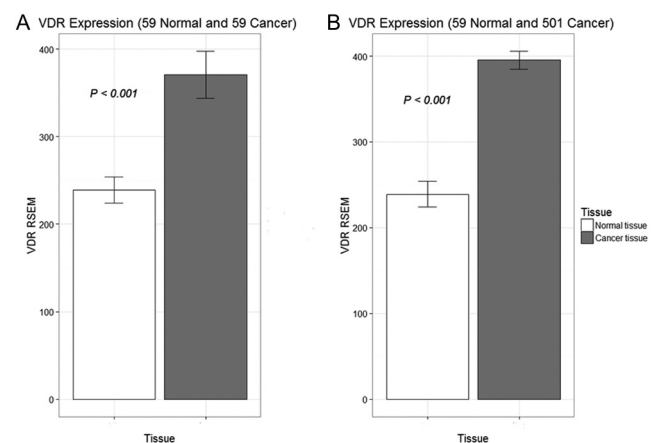 A
VDR Expression (59 Normal and 59 Cancer)
400
300
200
100
0
VDR RSEM
P < 0.001
Tissue
B
VDR Expression (59 Normal and 501 Cancer)
400
300
200
100
0
VDR RSEM
P < 0.001
Tissue
Tissue
Normal tissue
Cancer tissue